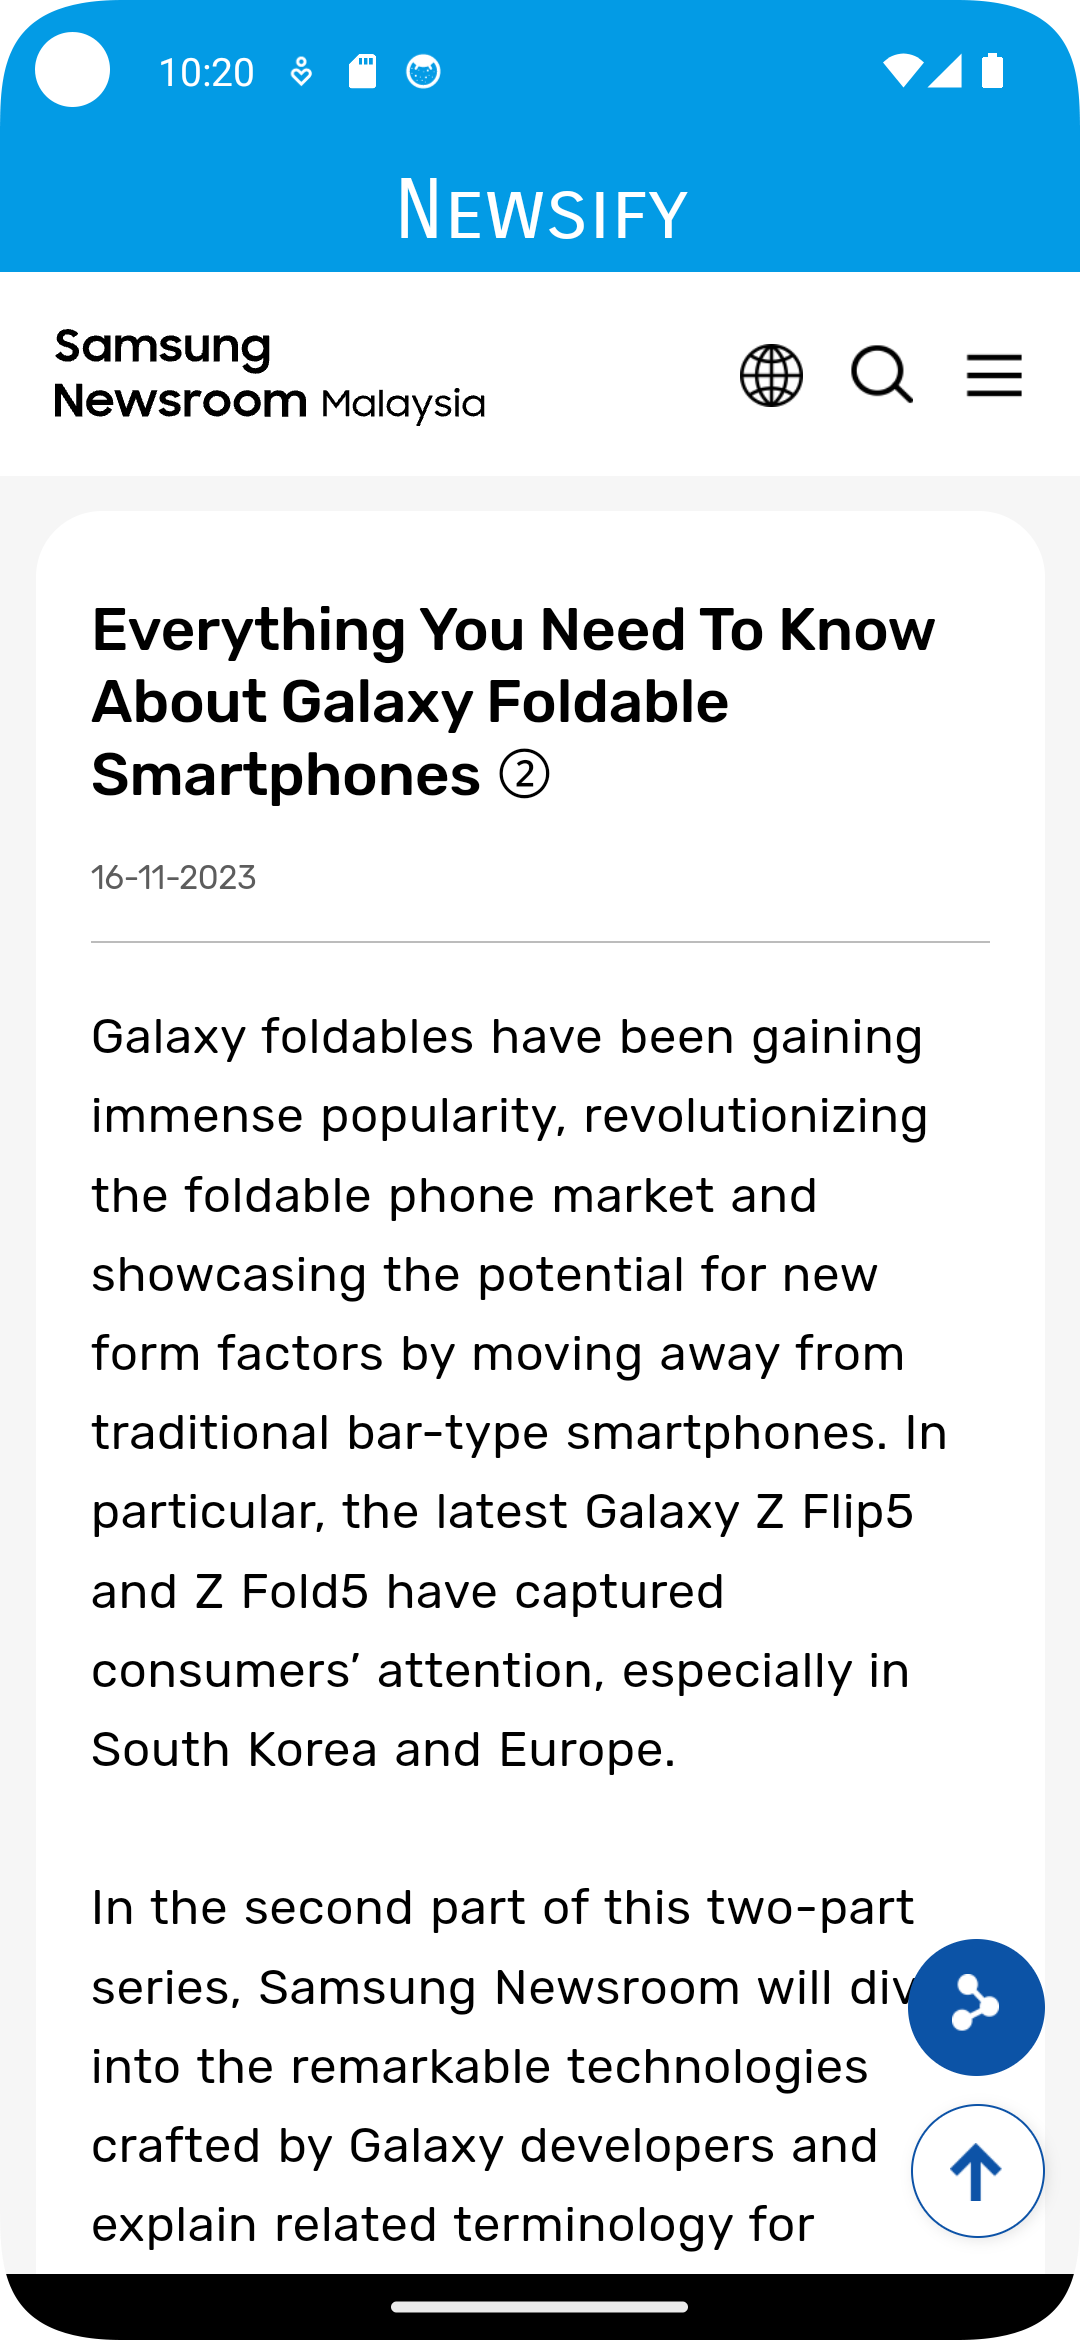 10:20
Newsify
Samsung
Newsroom Malaysia
Everything You Need To Know
About Galaxy Foldable
Smartphones ②
16-11-2023
Galaxy foldables have been gaining
immense popularity, revolutionizing
the foldable phone market and
showcasing the potential for new
form factors by moving away from
traditional bar-type smartphones. In
particular, the latest Galaxy Z Flip5
and Z Fold5 have captured
consumers’ attention, especially in
South Korea and Europe.
In the second part of this two-part
series, Samsung Newsroom will div
into the remarkable technologies
crafted by Galaxy developers and
explain related terminology for